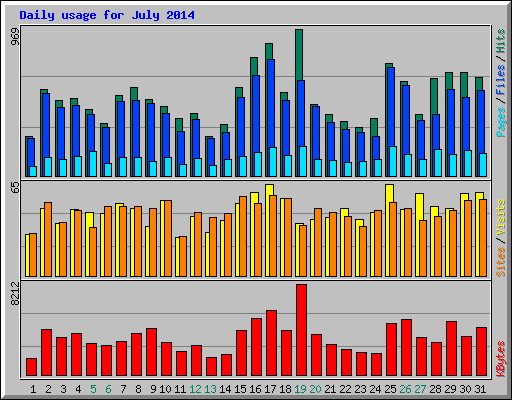 Daily usage for July 2014
969
Pages / Files / Hits
65
Sites / Visits
8212
KBytes
1 2 3 4 5 6 7 8 9 10 11 12 13 14 15 16 17 18 19 20 21 22 23 24 25 26 27 28 29 30 31